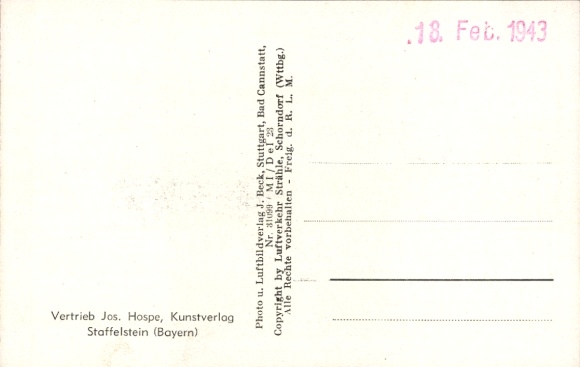 .18. Feb. 1943
Photo u. Luftbildverlag J. Beck, Stuttgart, Bad Cannstatt,
Nr. 31099 / M I / D e I 23
Copyright by Luftverkehr Strähle, Schorndorf (Wttbg.)
Alle Rechte vorbehalten - Freig. d. R. L. M.
Vertrieb Jos. Hospe, Kunstverlag
Staffelstein (Bayern)